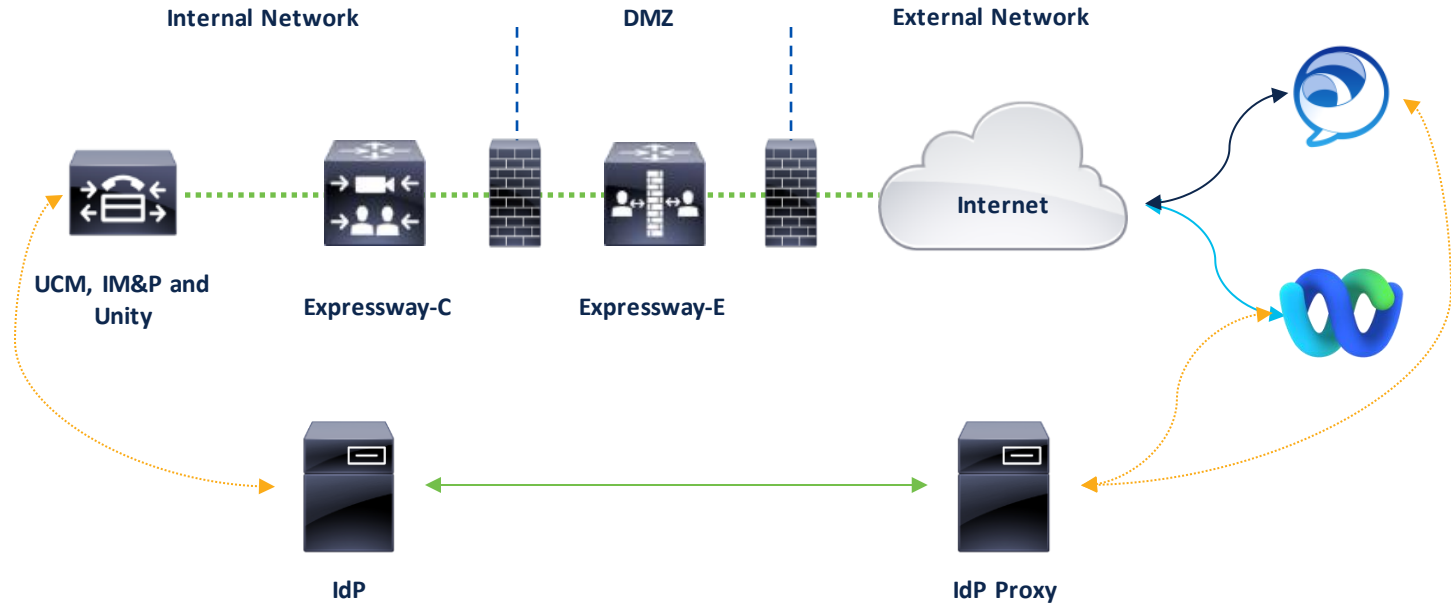 Internal Network
DMZ
External Network
Internet
UCM, IM&P and
Unity
Expressway-C
Expressway-E
IdP
IdP Proxy